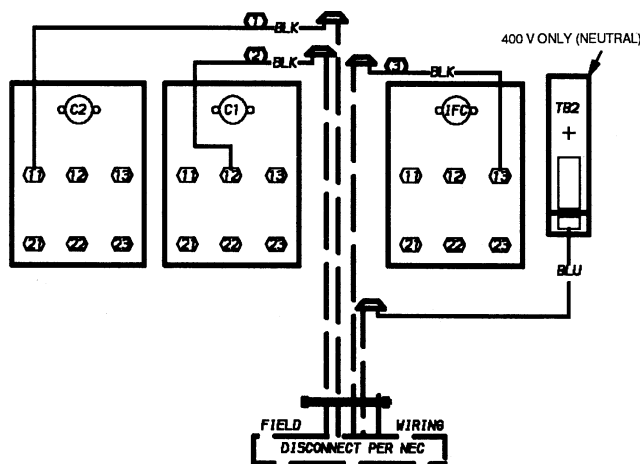 (1)
BLK
400 V ONLY (NEUTRAL)
(2)
BLK
(3)
BLK
C2
C1
IFC
TB2
+
11 12 13
11 12 13
11 12 13
21 22 23
21 22 23
21 22 23
BLU
FIELD WIRING
DISCONNECT PER NEC